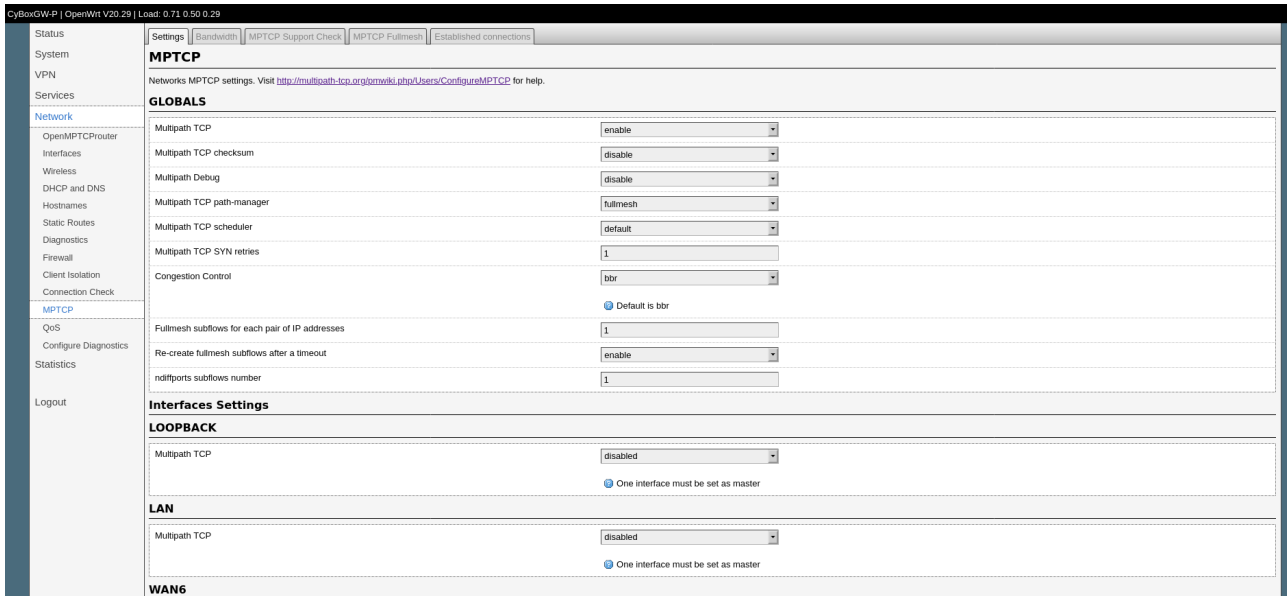 CyBoxGW-P | OpenWrt V20.29 | Load: 0.71 0.50 0.29
Status
System
VPN
Services
Network
OpenMPTCProuter
Interfaces
Wireless
DHCP and DNS
Hostnames
Static Routes
Diagnostics
Firewall
Client Isolation
Connection Check
MPTCP
QoS
Configure Diagnostics
Statistics
Logout
Settings Bandwidth MPTCP Support Check MPTCP Fullmesh Established connections
MPTCP
Networks MPTCP settings. Visit http://multipath-tcp.org/pmwiki.php/Users/ConfigureMPTCP for help.
GLOBALS
Multipath TCP enable
Multipath TCP checksum disable
Multipath Debug disable
Multipath TCP path-manager fullmesh
Multipath TCP scheduler default
Multipath TCP SYN retries 1
Congestion Control bbr
Default is bbr
Fullmesh subflows for each pair of IP addresses 1
Re-create fullmesh subflows after a timeout enable
ndiffports subflows number 1
Interfaces Settings
LOOPBACK
Multipath TCP disabled
One interface must be set as master
LAN
Multipath TCP disabled
One interface must be set as master
WAN6